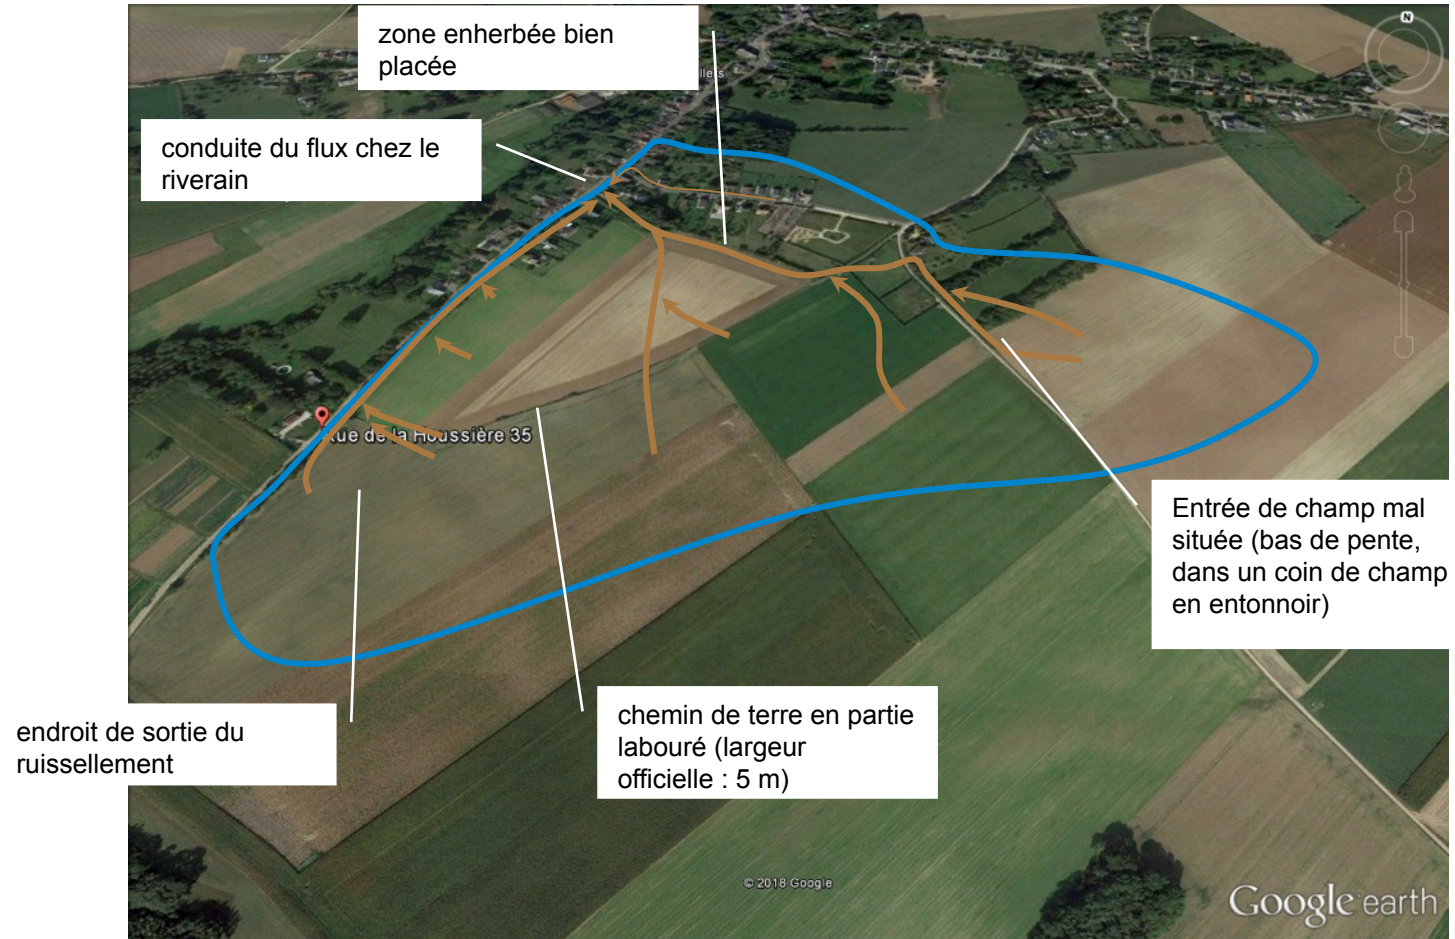 zone enherbée bien
placée
N
llers
conduite du flux chez le
riverain
Rue de la Houssière 35
Entrée de champ mal
située (bas de pente,
dans un coin de champ
en entonnoir)
endroit de sortie du
ruissellement
chemin de terre en partie
labouré (largeur
officielle : 5 m)
© 2018 Google
Google earth